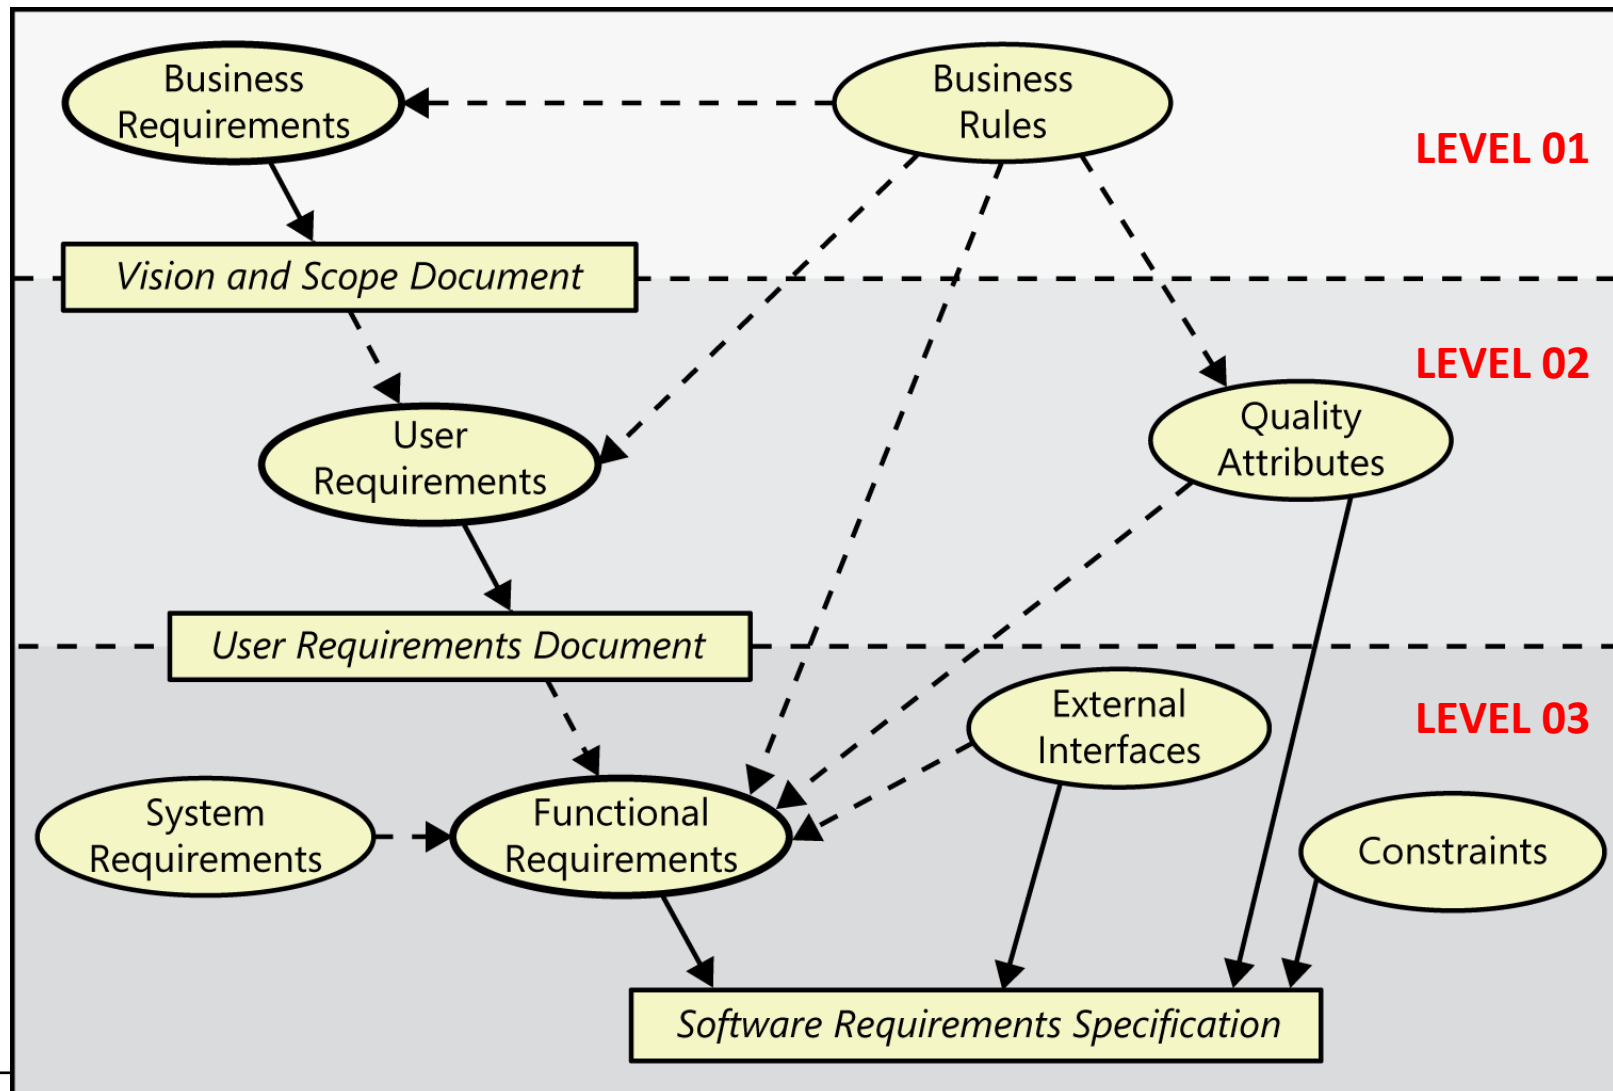 Business
Requirements
Business
Rules
LEVEL 01
Vision and Scope Document
LEVEL 02
User
Requirements
Quality
Attributes
User Requirements Document
External
Interfaces
LEVEL 03
System
Requirements
Functional
Requirements
Constraints
Software Requirements Specification